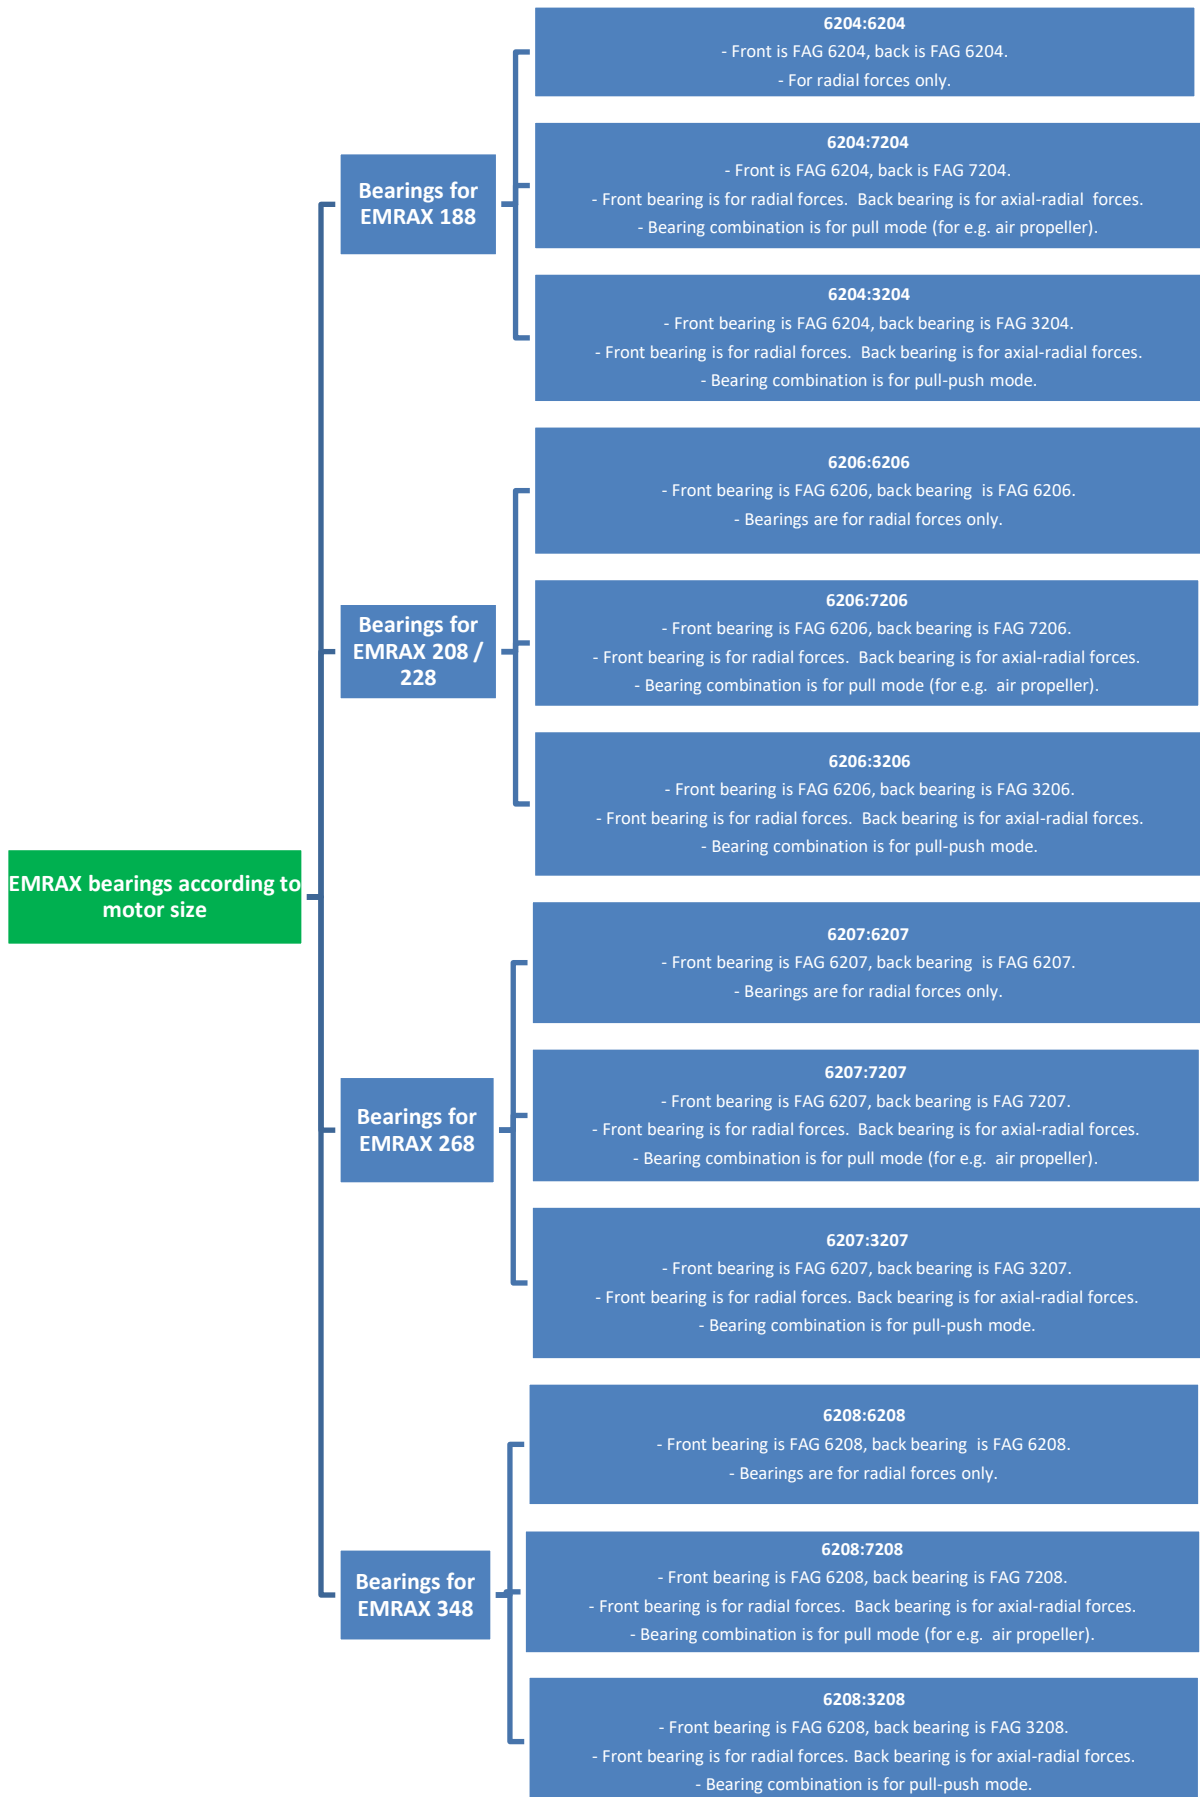 EMRAX bearings according to
motor size
Bearings for
EMRAX 188
6204:6204
- Front is FAG 6204, back is FAG 6204.
- For radial forces only.
6204:7204
- Front is FAG 6204, back is FAG 7204.
- Front bearing is for radial forces.  Back bearing is for axial-radial  forces.
- Bearing combination is for pull mode (for e.g. air propeller).
6204:3204
- Front bearing is FAG 6204, back bearing is FAG 3204.
- Front bearing is for radial forces.  Back bearing is for axial-radial forces.
- Bearing combination is for pull-push mode.
Bearings for
EMRAX 208 /
228
6206:6206
- Front bearing is FAG 6206, back bearing  is FAG 6206.
- Bearings are for radial forces only.
6206:7206
- Front bearing is FAG 6206, back bearing is FAG 7206.
- Front bearing is for radial forces.  Back bearing is for axial-radial forces.
- Bearing combination is for pull mode (for e.g.  air propeller).
6206:3206
- Front bearing is FAG 6206, back bearing is FAG 3206.
- Front bearing is for radial forces.  Back bearing is for axial-radial forces.
- Bearing combination is for pull-push mode.
Bearings for
EMRAX 268
6207:6207
- Front bearing is FAG 6207, back bearing  is FAG 6207.
- Bearings are for radial forces only.
6207:7207
- Front bearing is FAG 6207, back bearing is FAG 7207.
- Front bearing is for radial forces.  Back bearing is for axial-radial forces.
- Bearing combination is for pull mode (for e.g.  air propeller).
6207:3207
- Front bearing is FAG 6207, back bearing is FAG 3207.
- Front bearing is for radial forces. Back bearing is for axial-radial forces.
- Bearing combination is for pull-push mode.
Bearings for
EMRAX 348
6208:6208
- Front bearing is FAG 6208, back bearing  is FAG 6208.
- Bearings are for radial forces only.
6208:7208
- Front bearing is FAG 6208, back bearing is FAG 7208.
- Front bearing is for radial forces.  Back bearing is for axial-radial forces.
- Bearing combination is for pull mode (for e.g.  air propeller).
6208:3208
- Front bearing is FAG 6208, back bearing is FAG 3208.
- Front bearing is for radial forces. Back bearing is for axial-radial forces.
- Bearing combination is for pull-push mode.